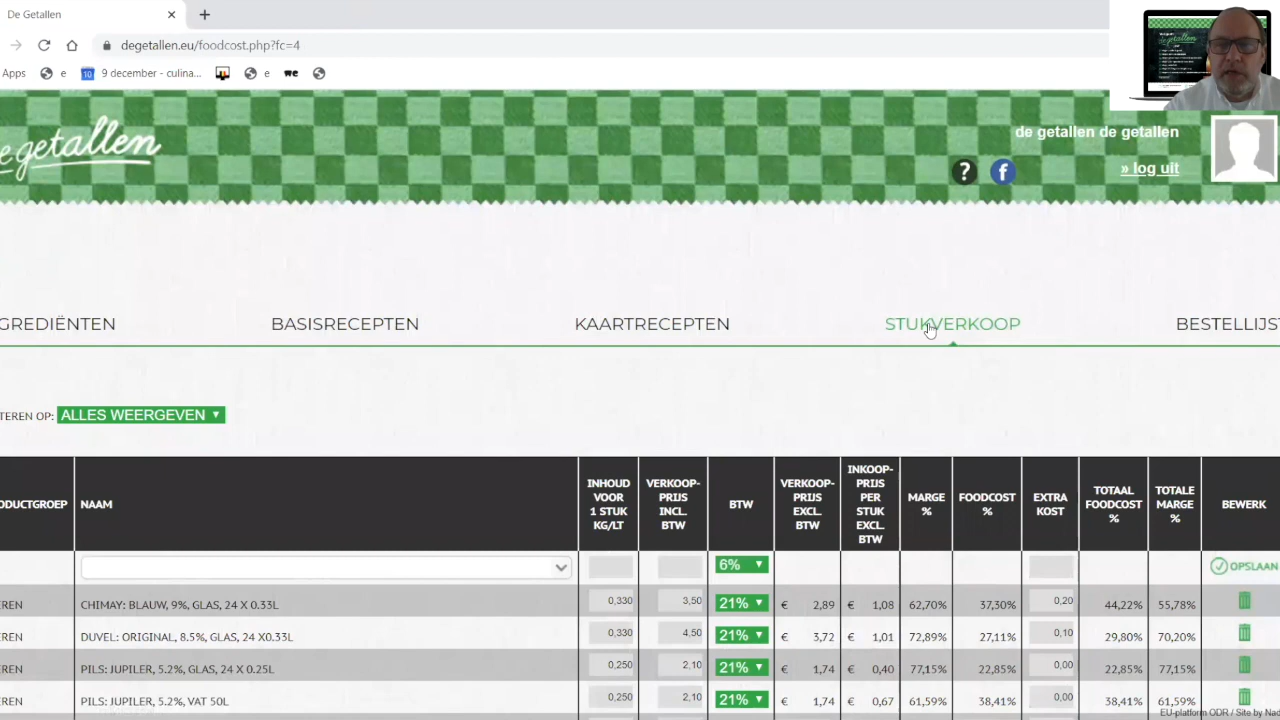 De Getallen
degetallen.eu/foodcost.php?fc=4
Apps e 9 december - culina... e we
egetallen
de getallen de getallen
? f » log uit
GREDIËNTEN BASISRECEPTEN KAARTRECEPTEN STUKVERKOOP BESTELLIJS
TEREN OP: ALLES WEERGEVEN
ODUCTGROEP NAAM INHOUD VOOR 1 STUK KG/LT VERKOOP-PRIJS INCL. BTW BTW VERKOOP-PRIJS EXCL. BTW INKOOP-PRIJS PER STUK EXCL. BTW MARGE % FOODCOST % EXTRA KOST TOTAAL FOODCOST % TOTALE MARGE % BEWERK
6% OPSLAAN
EREN CHIMAY: BLAUW, 9%, GLAS, 24 X 0.33L 0,330 3,50 21% € 2,89 € 1,08 62,70% 37,30% 0,20 44,22% 55,78%
EREN DUVEL: ORIGINAL, 8.5%, GLAS, 24 X0.33L 0,330 4,50 21% € 3,72 € 1,01 72,89% 27,11% 0,10 29,80% 70,20%
EREN PILS: JUPILER, 5.2%, GLAS, 24 X 0.25L 0,250 2,10 21% € 1,74 € 0,40 77,15% 22,85% 0,00 22,85% 77,15%
EREN PILS: JUPILER, 5.2%, VAT 50L 0,250 2,10 21% € 1,74 € 0,67 61,59% 38,41% 0,00 38,41% 61,59%
EU-platform ODR / Site by Nad